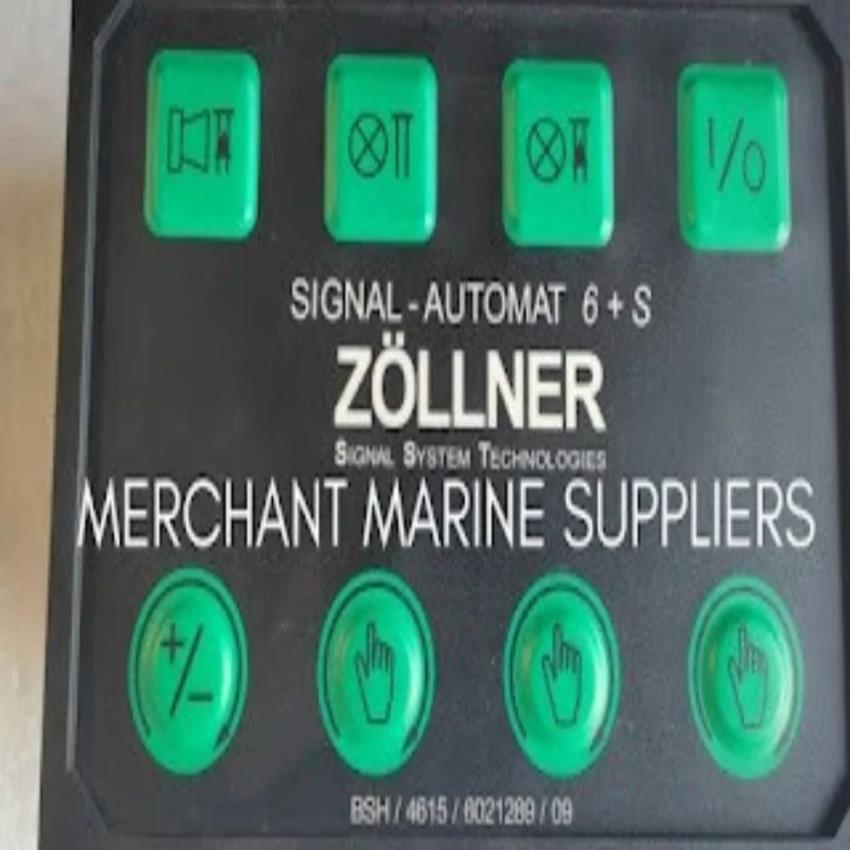 I/O
SIGNAL - AUTOMAT 6 + S
ZÖLLNER
SIGNAL SYSTEM TECHNOLOGIES
MERCHANT MARINE SUPPLIERS
+/-
BSH / 4615 / 6021289 / 09